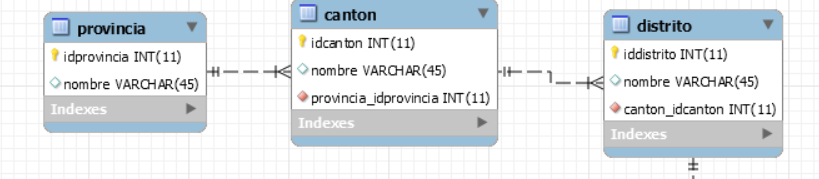 provincia
idprovincia INT(11)
nombre VARCHAR(45)
Indexes
canton
idcanton INT(11)
nombre VARCHAR(45)
provincia_idprovincia INT(11)
Indexes
distrito
iddistrito INT(11)
nombre VARCHAR(45)
canton_idcanton INT(11)
Indexes